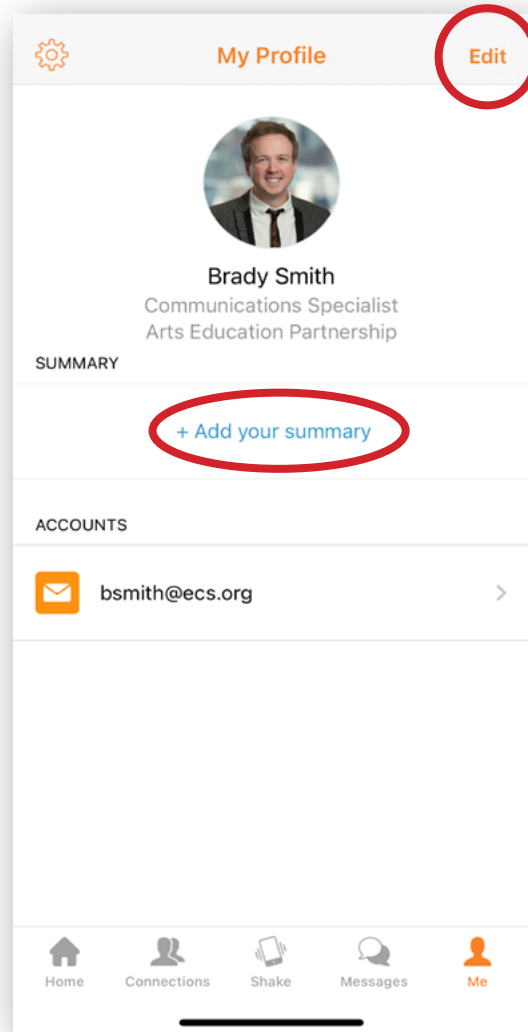 My Profile
Edit
Brady Smith
Communications Specialist
Arts Education Partnership
SUMMARY
+ Add your summary
ACCOUNTS
bsmith@ecs.org
Home
Connections
Shake
Messages
Me